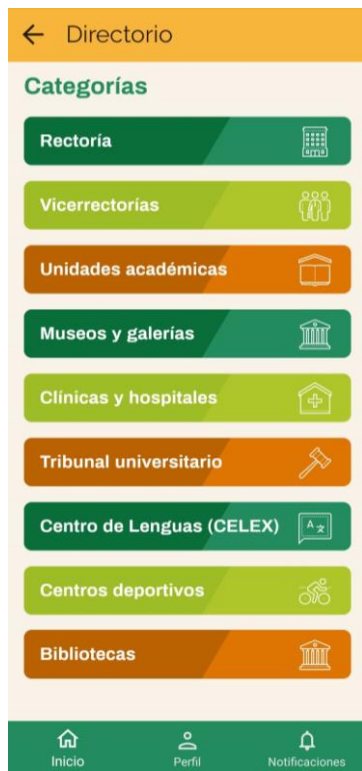 Directorio
Categorías
Rectoría
Vicerrectorías
Unidades académicas
Museos y galerías
Clínicas y hospitales
Tribunal universitario
Centro de Lenguas (CELEX)
A 文
Centros deportivos
Bibliotecas
Inicio
Perfil
Notificaciones